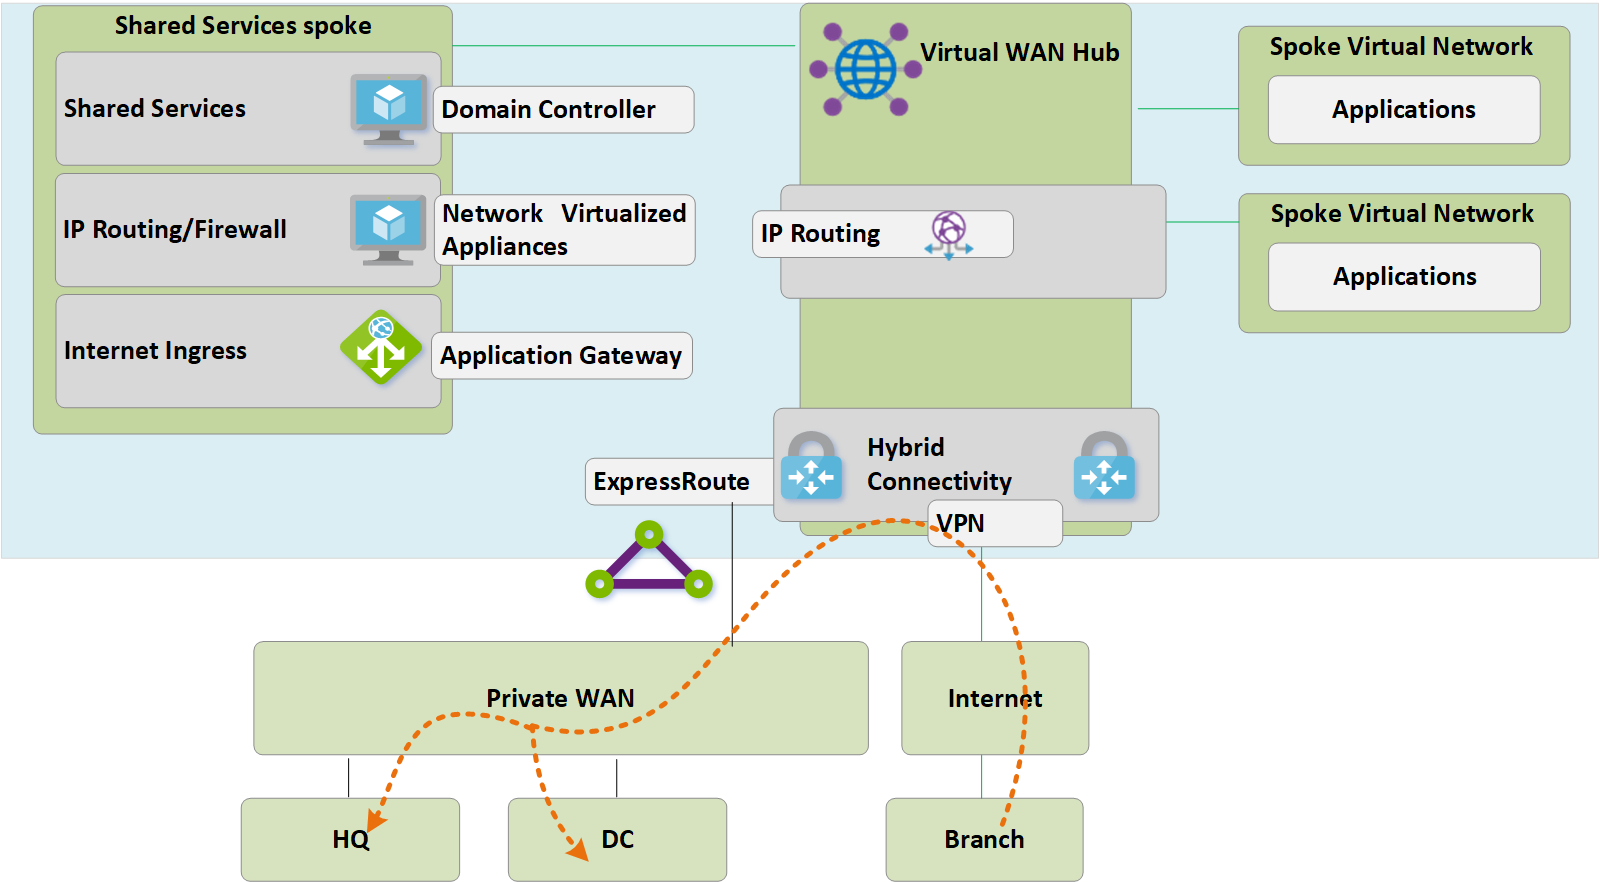 Shared Services spoke
Shared Services
Domain Controller
IP Routing/Firewall
Network Virtualized
Appliances
Internet Ingress
Application Gateway
Virtual WAN Hub
IP Routing
Hybrid
Connectivity
ExpressRoute
VPN
Spoke Virtual Network
Applications
Spoke Virtual Network
Applications
Private WAN
Internet
HQ
DC
Branch